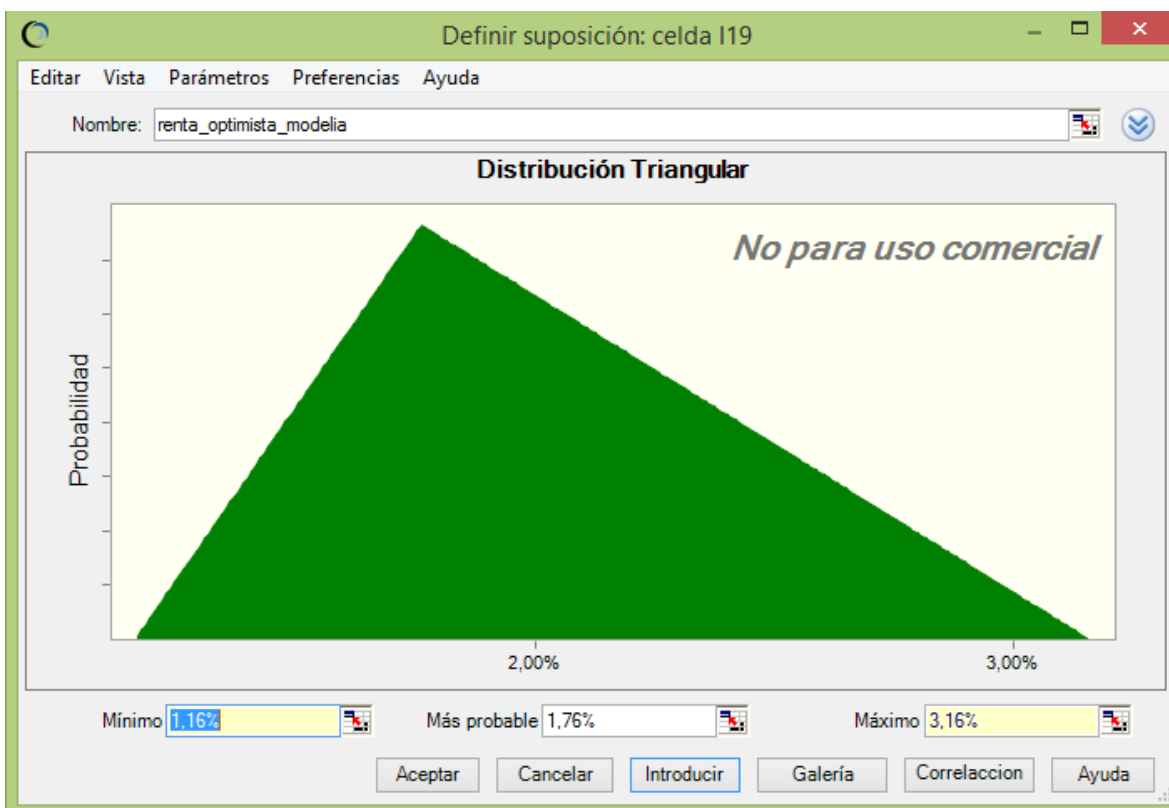 Definir suposición: celda I19
Editar Vista Parámetros Preferencias Ayuda
Nombre: renta_optimista_modelia
Distribución Triangular
No para uso comercial
Probabilidad
2,00% 3,00%
Mínimo 1,16% Más probable 1,76% Máximo 3,16%
Aceptar Cancelar Introducir Galería Correlaccion Ayuda